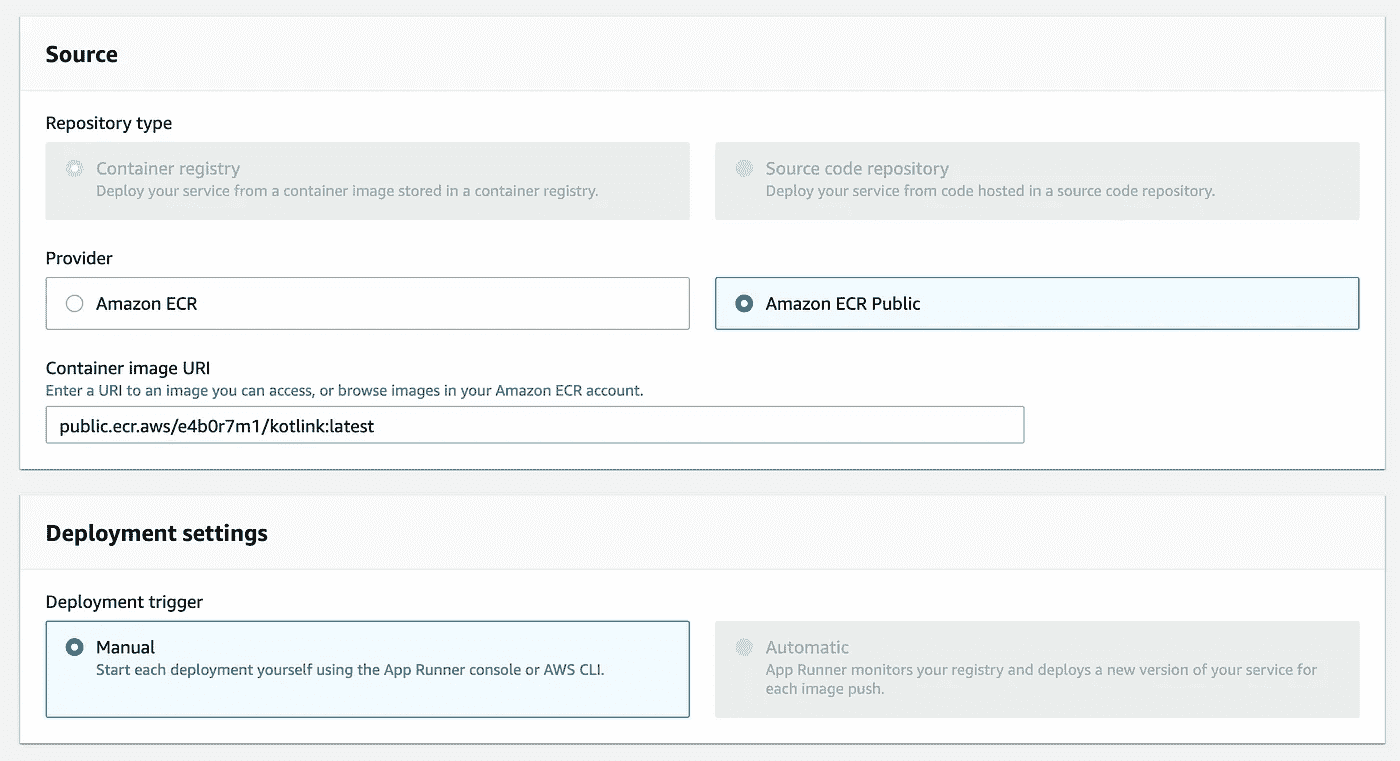 Source
Repository type
Container registry
Deploy your service from a container image stored in a container registry.
Source code repository
Deploy your service from code hosted in a source code repository.
Provider
Amazon ECR
Amazon ECR Public
Container image URI
Enter a URI to an image you can access, or browse images in your Amazon ECR account.
public.ecr.aws/e4b0r7m1/kotlink:latest
Deployment settings
Deployment trigger
Manual
Start each deployment yourself using the App Runner console or AWS CLI.
Automatic
App Runner monitors your registry and deploys a new version of your service for
each image push.